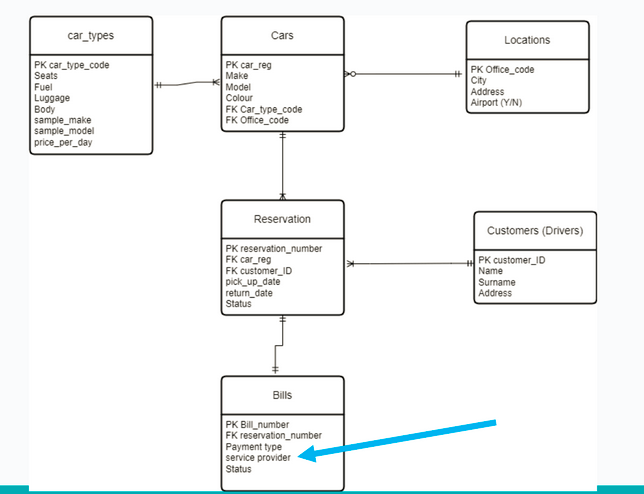 car_types
PK car_type_code
Seats
Fuel
Luggage
Body
sample_make
sample_model
price_per_day
Cars
PK car_reg
Make
Model
Colour
FK Car_type_code
FK Office_code
Locations
PK Office_code
City
Address
Airport (Y/N)
Reservation
PK reservation_number
FK car_reg
FK customer_ID
pick_up_date
return_date
Status
Customers (Drivers)
PK customer_ID
Name
Surname
Address
Bills
PK Bill_number
FK reservation_number
Payment type
service provider
Status